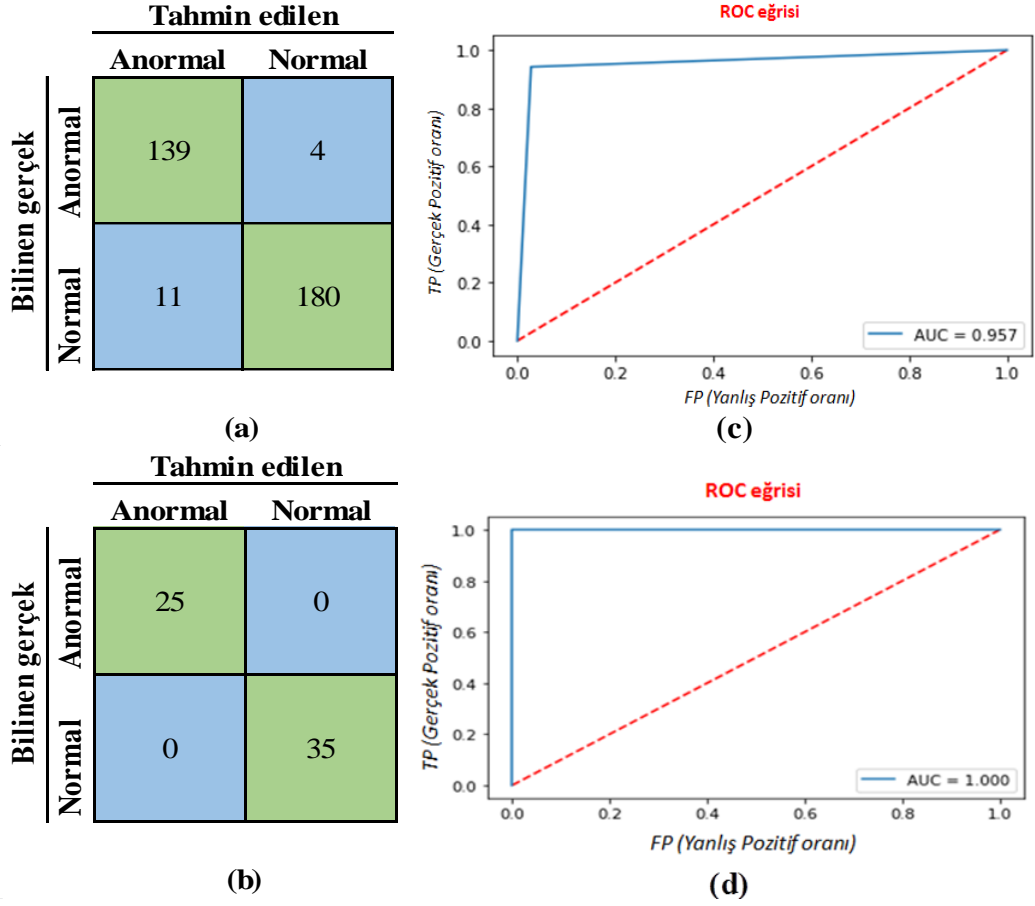 Tahmin edilen
Anormal Normal
Bilinen gerçek
Anormal
139 4
Normal
11 180
(a)
ROC eğrisi
TP (Gerçek Pozitif oranı)
1.0
0.8
0.6
0.4
0.2
0.0
AUC = 0.957
0.0 0.2 0.4 0.6 0.8 1.0
FP (Yanlış Pozitif oranı)
(c)
Tahmin edilen
Anormal Normal
Bilinen gerçek
Anormal
25 0
Normal
0 35
(b)
ROC eğrisi
TP (Gerçek Pozitif oranı)
1.0
0.8
0.6
0.4
0.2
0.0
AUC = 1.000
0.0 0.2 0.4 0.6 0.8 1.0
FP (Yanlış Pozitif oranı)
(d)